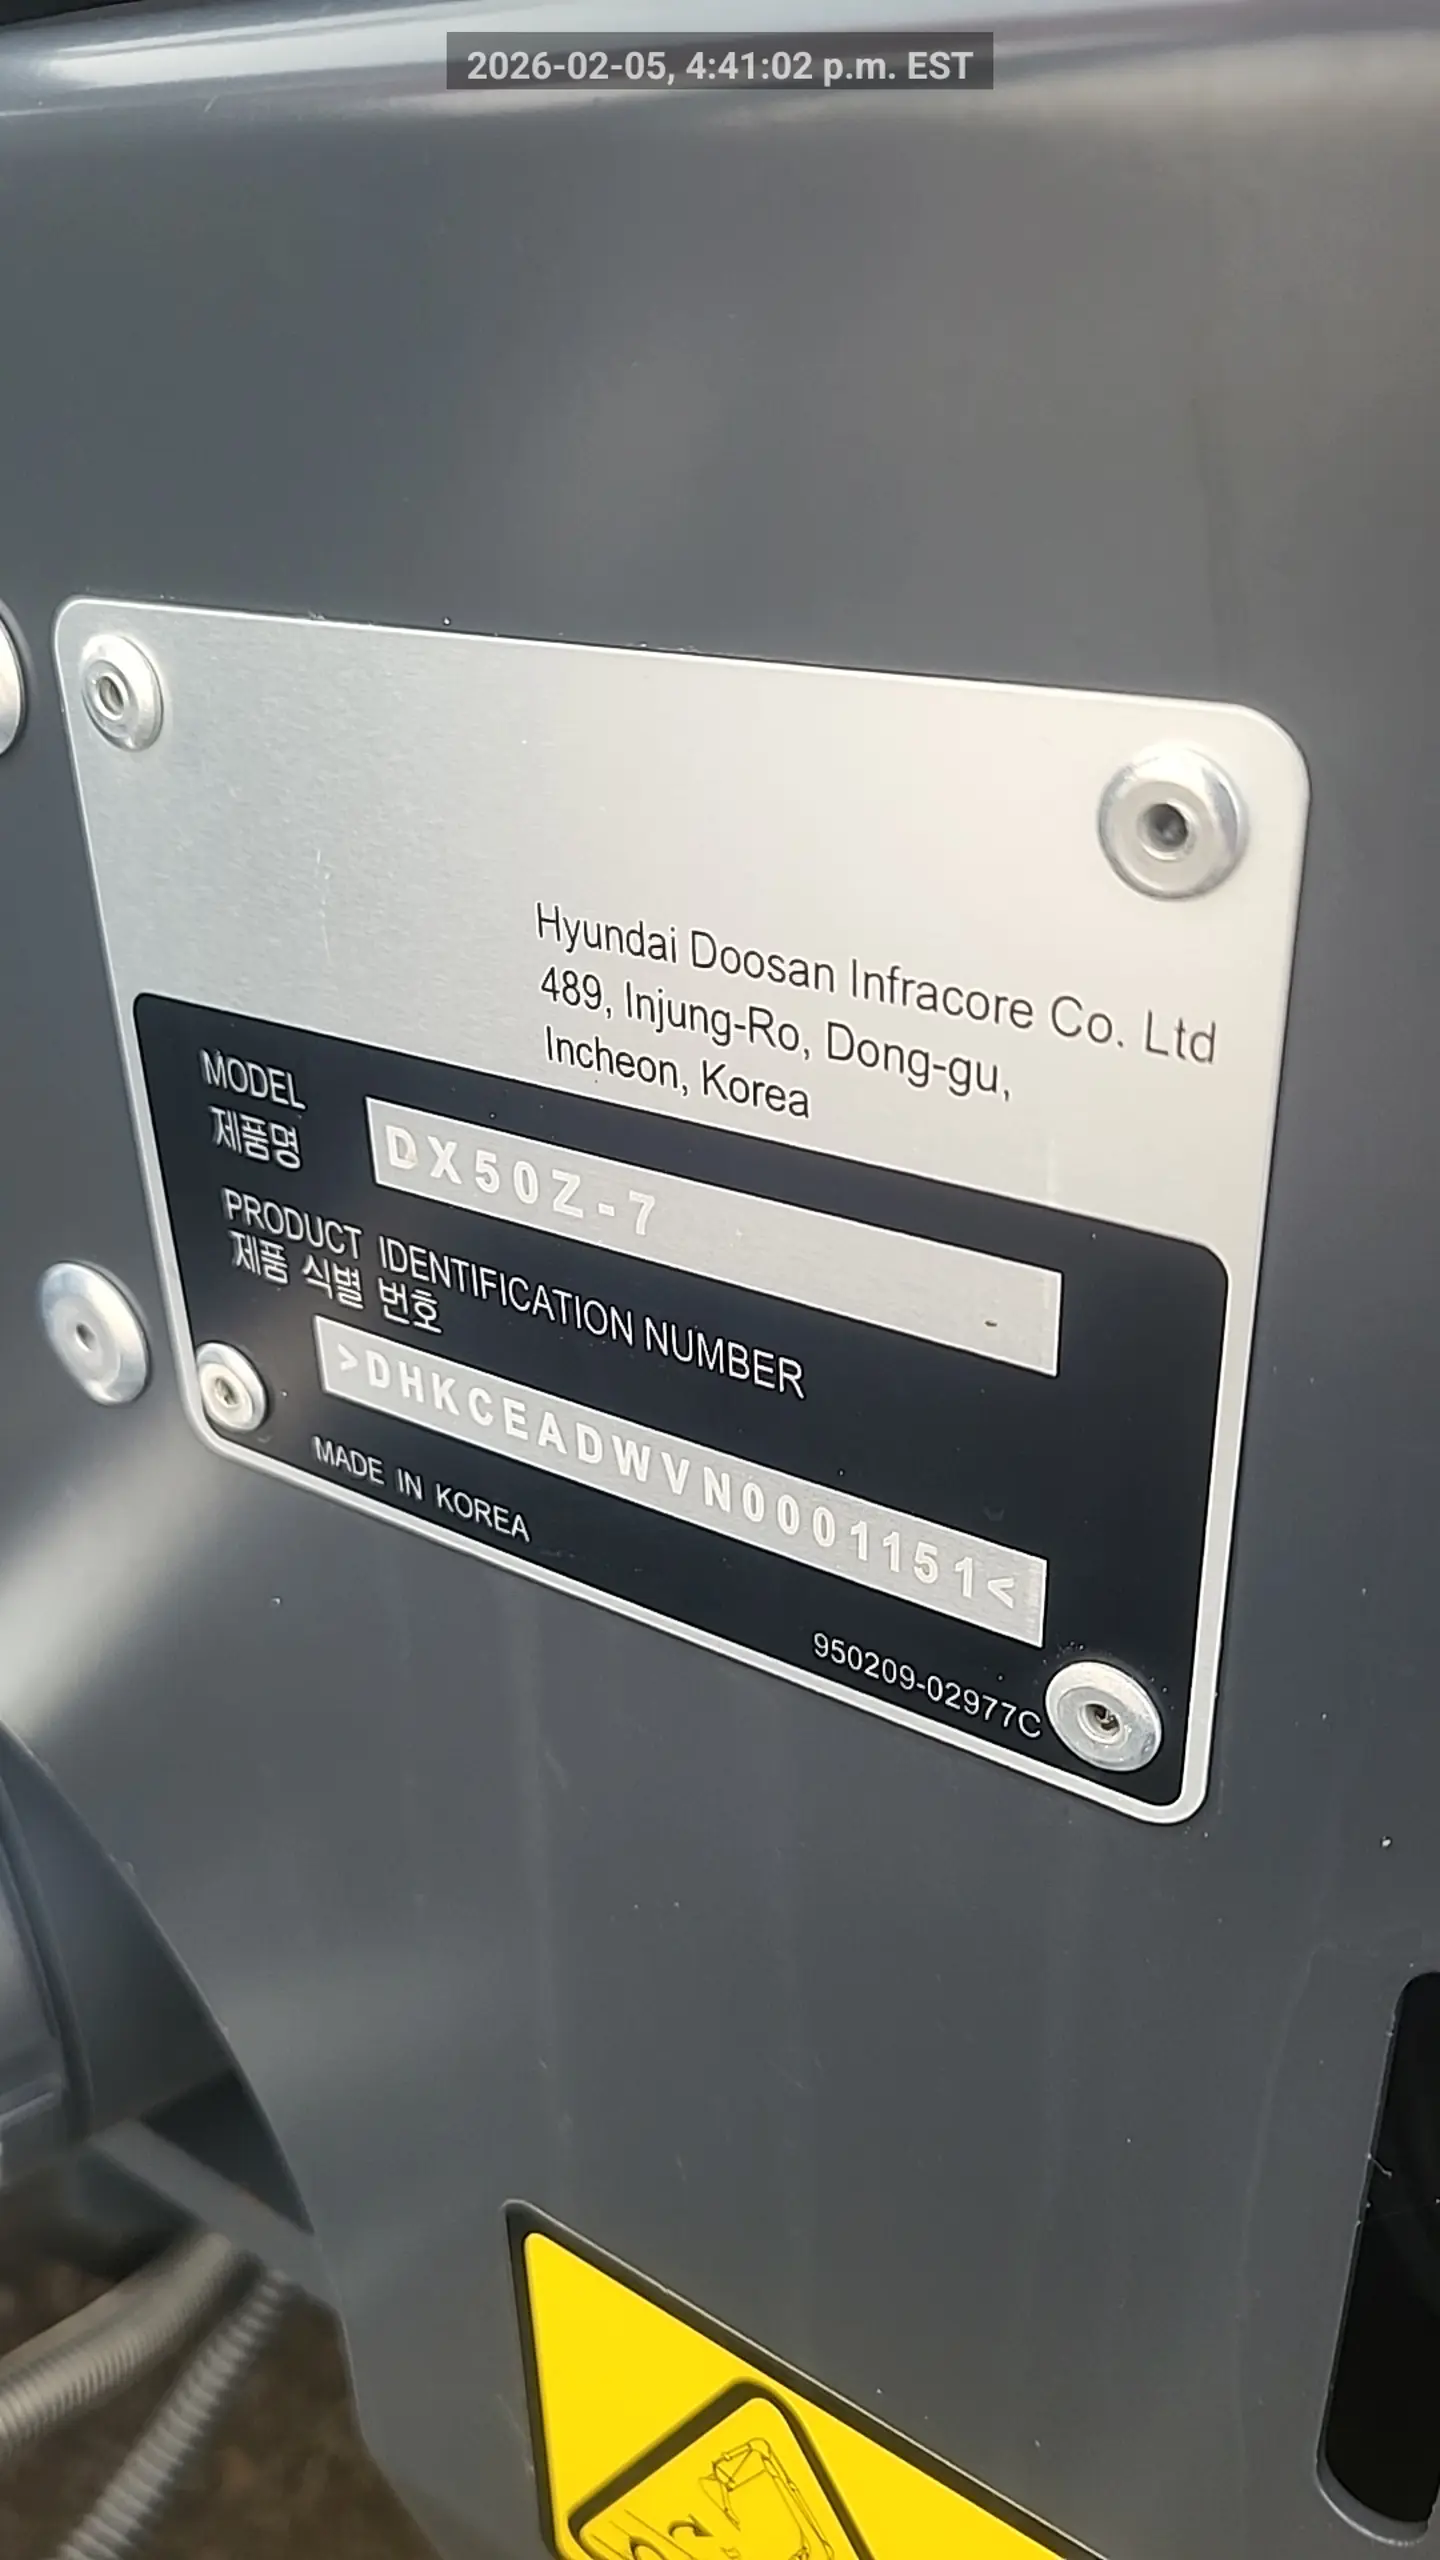 2026-02-05, 4:41:02 p.m. EST
Hyundai Doosan Infracore Co. Ltd
489, Injung-Ro, Dong-gu,
Incheon, Korea
MODEL
제품명
DX50Z-7
PRODUCT IDENTIFICATION NUMBER
제품 식별 번호
>DHKCEADWVN0001151<
MADE IN KOREA
950209-02977C